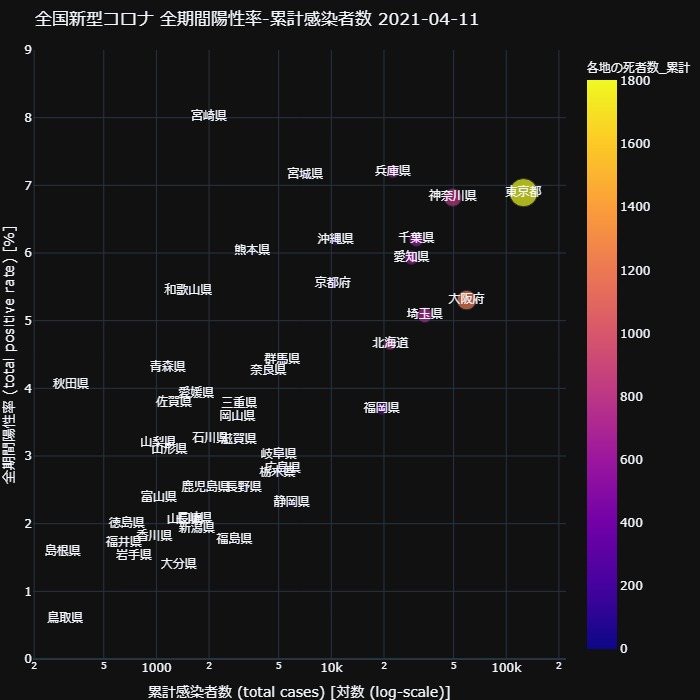 全国新型コロナ 全期間陽性率-累計感染者数 2021-04-11
各地の死者数_累計
9
8
7
6
5
4
3
2
1
0
全期間陽性率 (total positive rate) [%]
宮崎県
宮城県
兵庫県
神奈川県
東京都
沖縄県
千葉県
熊本県
愛知県
京都府
和歌山県
大阪府
埼玉県
北海道
群馬県
奈良県
青森県
秋田県
愛媛県
佐賀県
三重県
岡山県
福岡県
石川県
滋賀県
山梨県
山形県
岐阜県
広島県
栃木県
鹿児島県
長野県
富山県
静岡県
徳島県
新潟県
香川県
福島県
福井県
島根県
岩手県
大分県
鳥取県
2
5
1000
2
5
10k
2
5
100k
2
累計感染者数 (total cases) [対数 (log-scale)]
1800
1600
1400
1200
1000
800
600
400
200
0